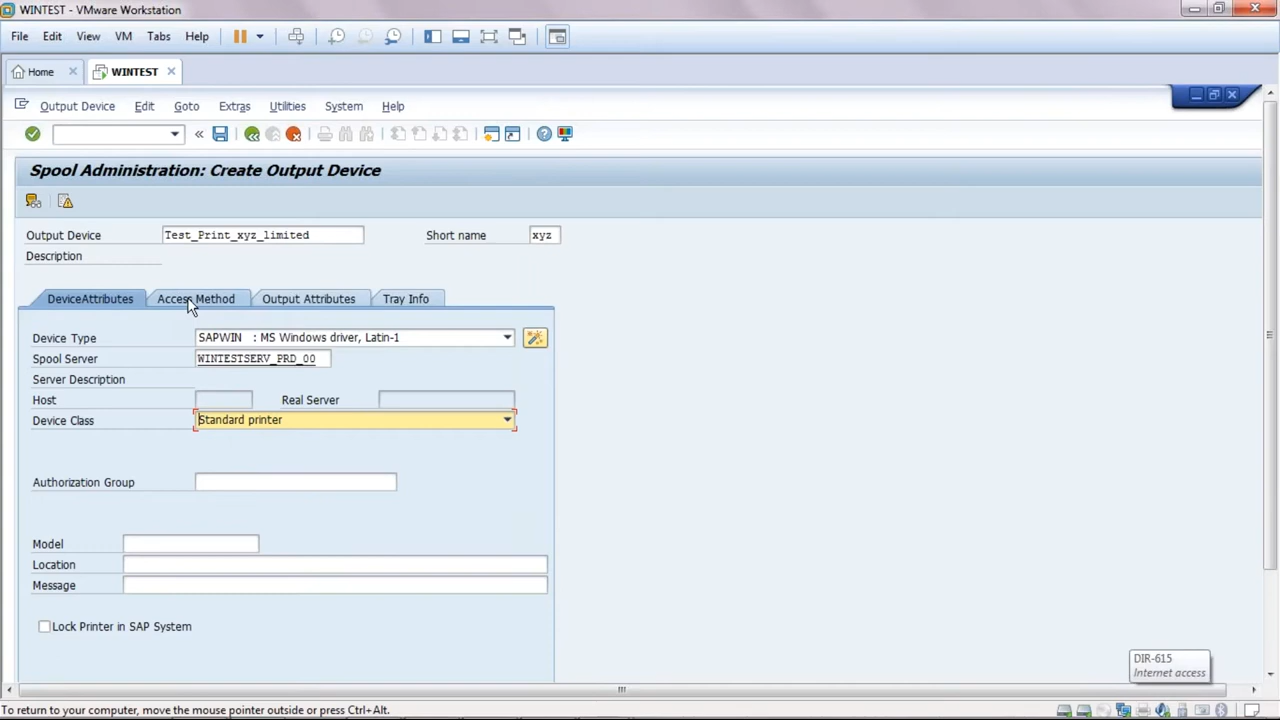 WINTEST - VMware Workstation
File Edit View VM Tabs Help
Home WINTEST
Output Device Edit Goto Extras Utilities System Help
Spool Administration: Create Output Device
Output Device Test_Print_xyz_limited Short name xyz
Description
DeviceAttributes Access Method Output Attributes Tray Info
Device Type SAPWIN : MS Windows driver, Latin-1
Spool Server WINTESTSERV_PRD_00
Server Description
Host Real Server
Device Class Standard printer
Authorization Group
Model
Location
Message
Lock Printer in SAP System
DIR-615
Internet access
To return to your computer, move the mouse pointer outside or press Ctrl+Alt.